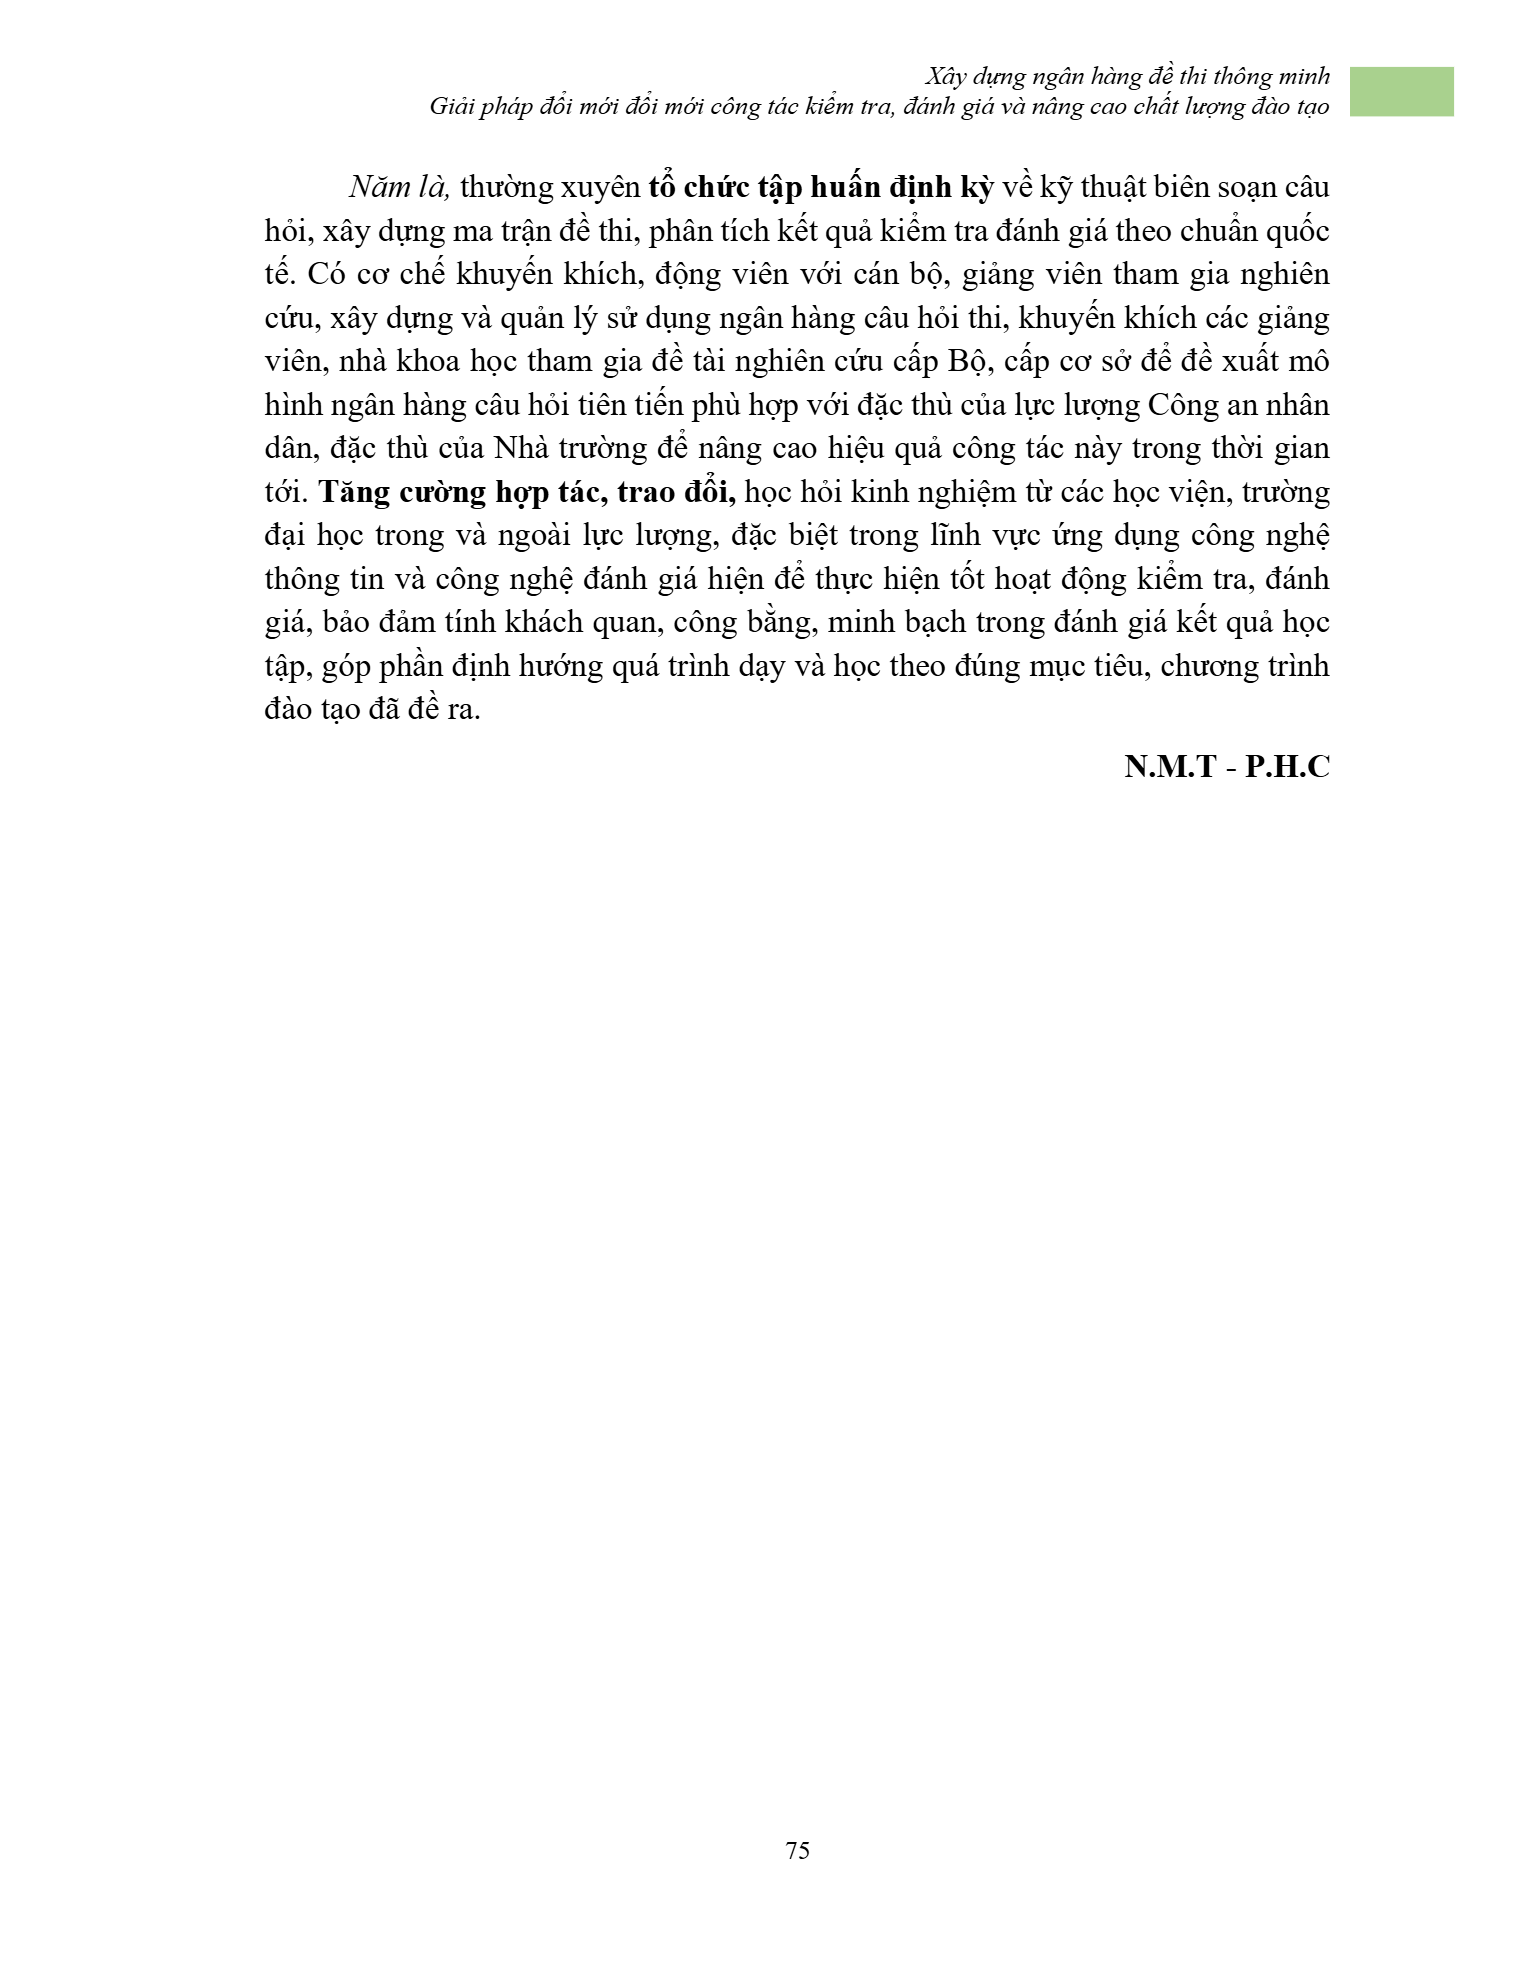 Xây dựng ngân hàng đề thi thông minh
Giải pháp đổi mới đổi mới công tác kiểm tra, đánh giá và nâng cao chất lượng đào tạo
Năm là, thường xuyên tổ chức tập huấn định kỳ về kỹ thuật biên soạn câu
hỏi, xây dựng ma trận đề thi, phân tích kết quả kiểm tra đánh giá theo chuẩn quốc
tế. Có cơ chế khuyến khích, động viên với cán bộ, giảng viên tham gia nghiên
cứu, xây dựng và quản lý sử dụng ngân hàng câu hỏi thi, khuyến khích các giảng
viên, nhà khoa học tham gia đề tài nghiên cứu cấp Bộ, cấp cơ sở để đề xuất mô
hình ngân hàng câu hỏi tiên tiến phù hợp với đặc thù của lực lượng Công an nhân
dân, đặc thù của Nhà trường để nâng cao hiệu quả công tác này trong thời gian
tới. Tăng cường hợp tác, trao đổi, học hỏi kinh nghiệm từ các học viện, trường
đại học trong và ngoài lực lượng, đặc biệt trong lĩnh vực ứng dụng công nghệ
thông tin và công nghệ đánh giá hiện để thực hiện tốt hoạt động kiểm tra, đánh
giá, bảo đảm tính khách quan, công bằng, minh bạch trong đánh giá kết quả học
tập, góp phần định hướng quá trình dạy và học theo đúng mục tiêu, chương trình
đào tạo đã đề ra.
N.M.T - P.H.C
75